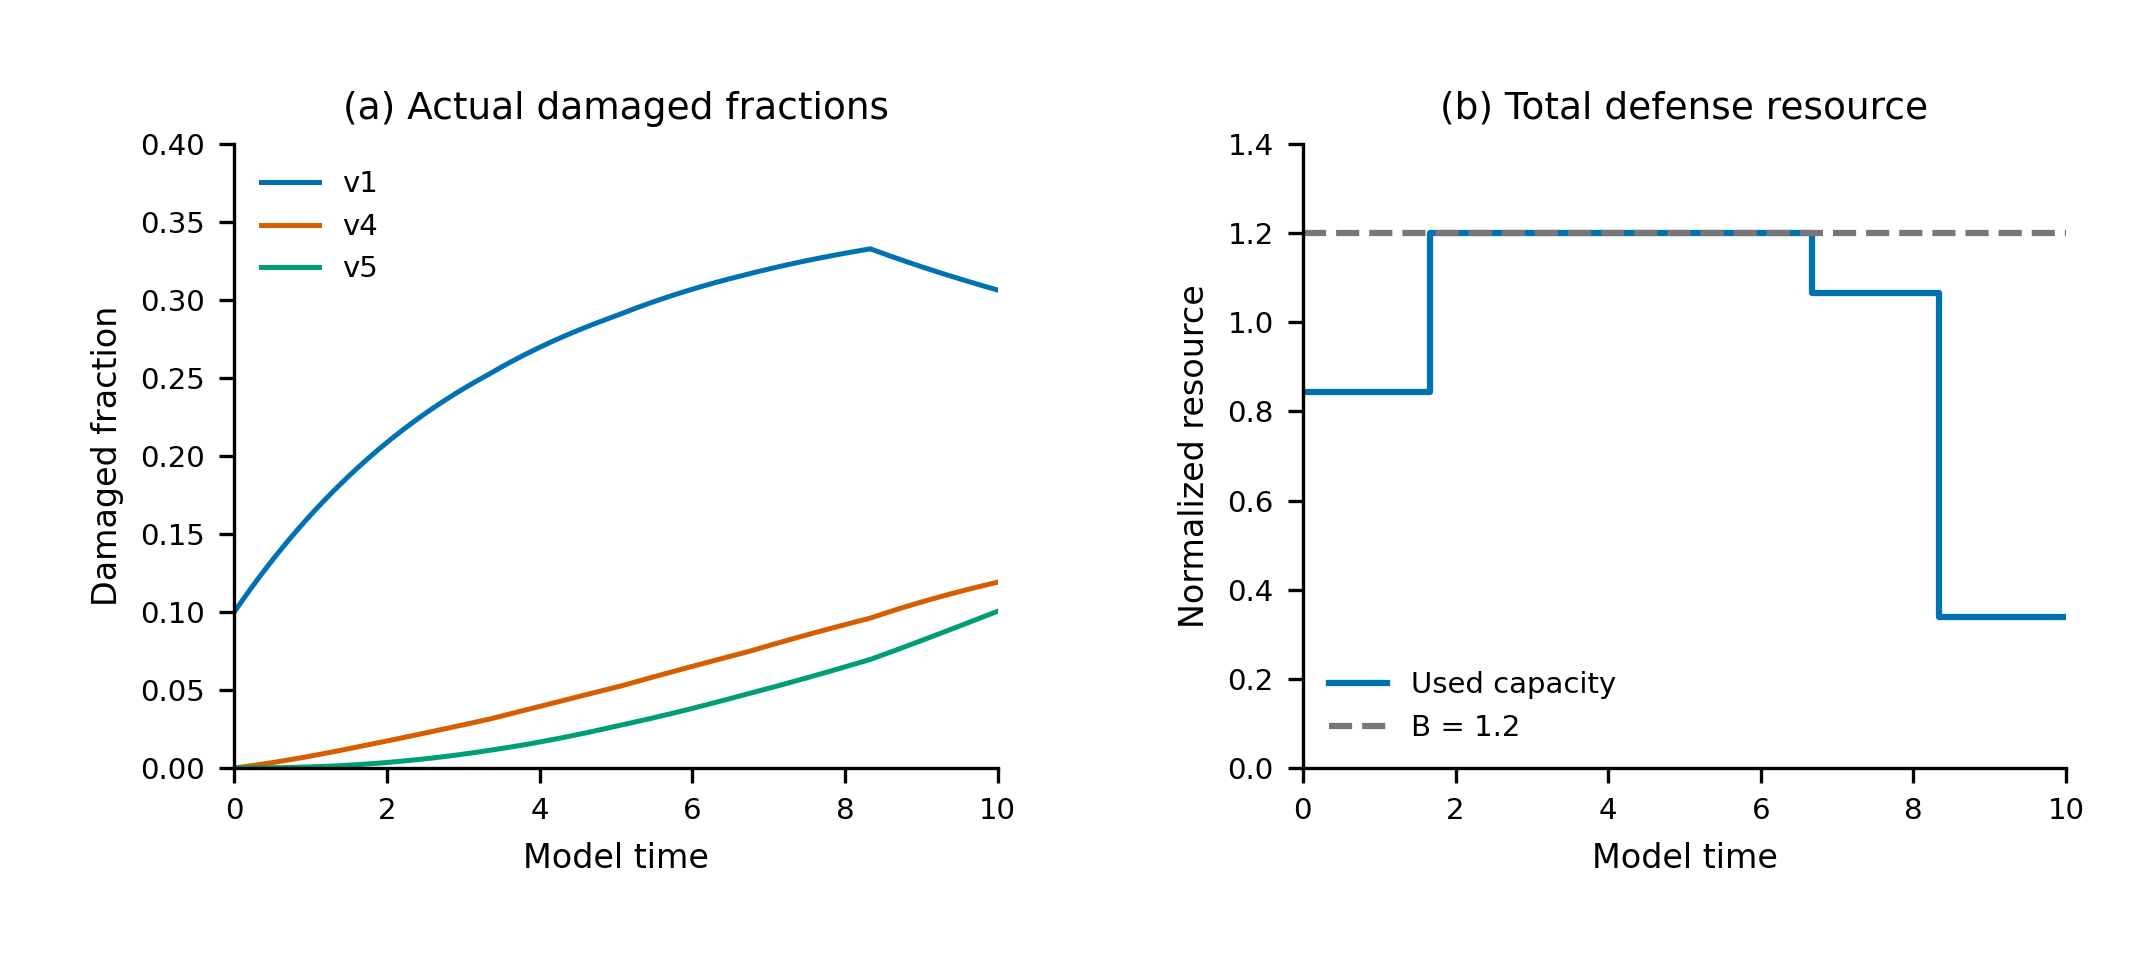 (a) Actual damaged fractions
0.40
0.35
0.30
0.25
0.20
0.15
0.10
0.05
0.00
Damaged fraction
v1
v4
v5
0 2 4 6 8 10
Model time
(b) Total defense resource
1.4
1.2
1.0
0.8
0.6
0.4
0.2
0.0
Normalized resource
Used capacity
B = 1.2
0 2 4 6 8 10
Model time